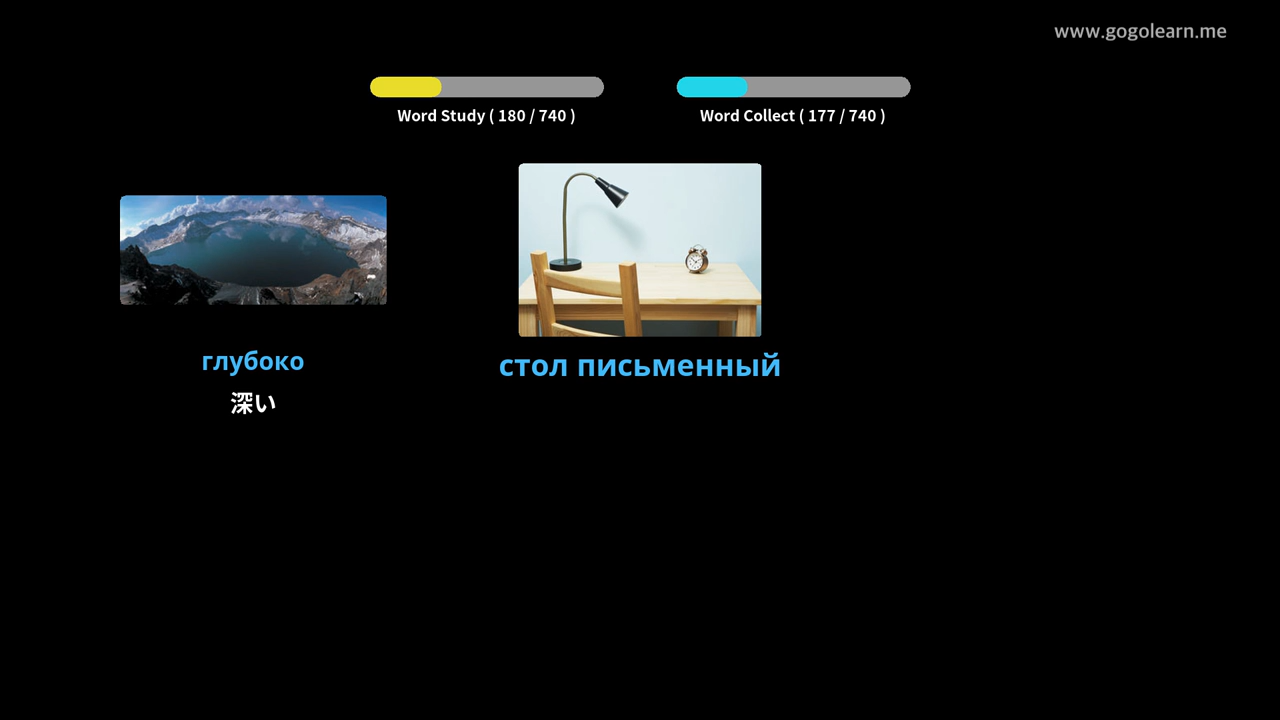 www.gogolearn.me
Word Study ( 180 / 740 )
Word Collect ( 177 / 740 )
глубоко
深い
стол письменный